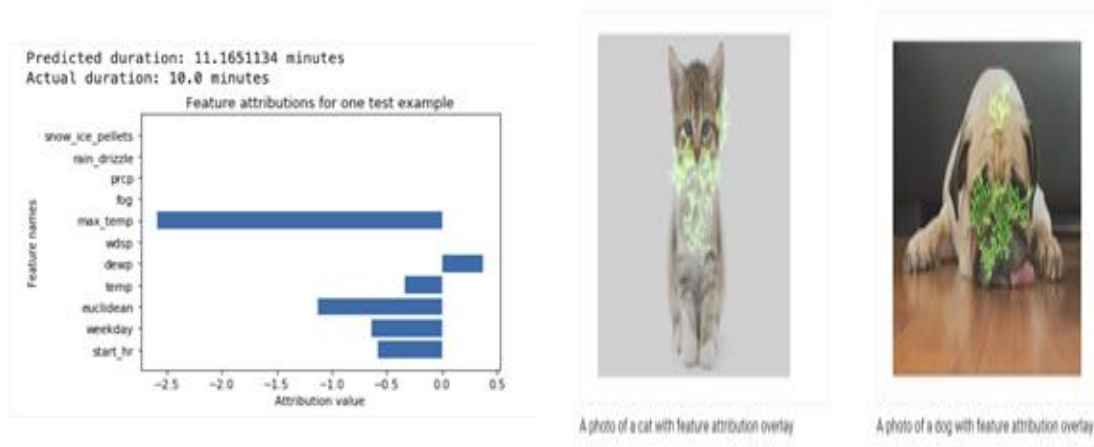 Predicted duration: 11.1651134 minutes
Actual duration: 10.0 minutes
Feature attributions for one test example
Feature names
snow_ice_pellets
rain_drizzle
prcp
fog
max_temp
wdsp
dewp
temp
euclidean
weekday
start_hr
−2.5 −2.0 −1.5 −1.0 −0.5 0.0 0.5
Attribution value
A photo of a cat with feature attribution overlay
A photo of a dog with feature attribution overlay